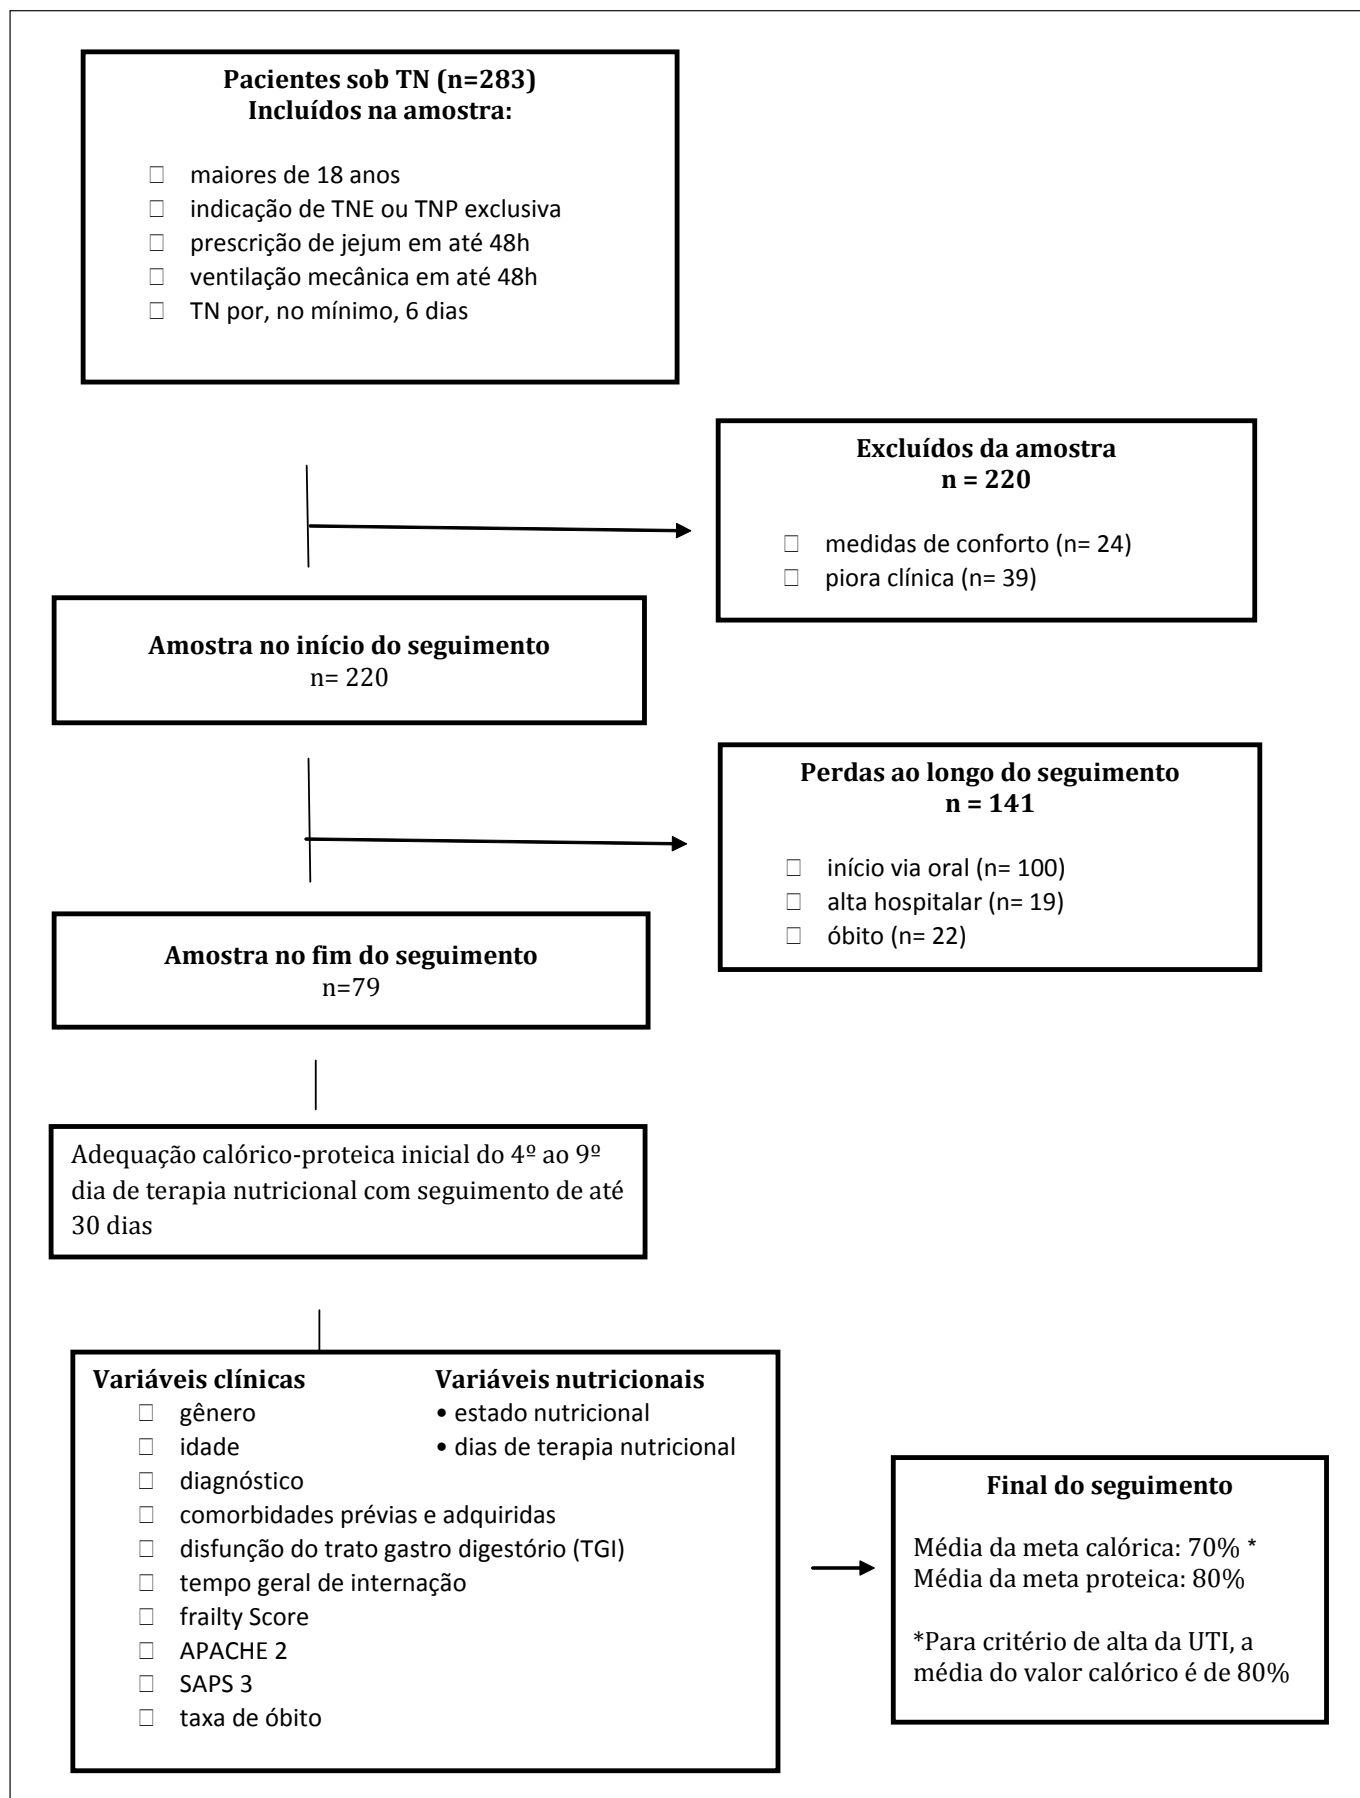 Pacientes sob TN (n=283)
Incluídos na amostra:
□ maiores de 18 anos
□ indicação de TNE ou TNP exclusiva
□ prescrição de jejum em até 48h
□ ventilação mecânica em até 48h
□ TN por, no mínimo, 6 dias
Excluídos da amostra
n = 220
□ medidas de conforto (n= 24)
□ piora clínica (n= 39)
Amostra no início do seguimento
n= 220
Perdas ao longo do seguimento
n = 141
□ início via oral (n= 100)
□ alta hospitalar (n= 19)
□ óbito (n= 22)
Amostra no fim do seguimento
n=79
Adequação calórico-proteica inicial do 4º ao 9º
dia de terapia nutricional com seguimento de até
30 dias
Variáveis clínicas
□ gênero
□ idade
□ diagnóstico
□ comorbidades prévias e adquiridas
□ disfunção do trato gastro digestório (TGI)
□ tempo geral de internação
□ frailty Score
□ APACHE 2
□ SAPS 3
□ taxa de óbito
Variáveis nutricionais
• estado nutricional
• dias de terapia nutricional
Final do seguimento
Média da meta calórica: 70% *
Média da meta proteica: 80%
*Para critério de alta da UTI, a
média do valor calórico é de 80%